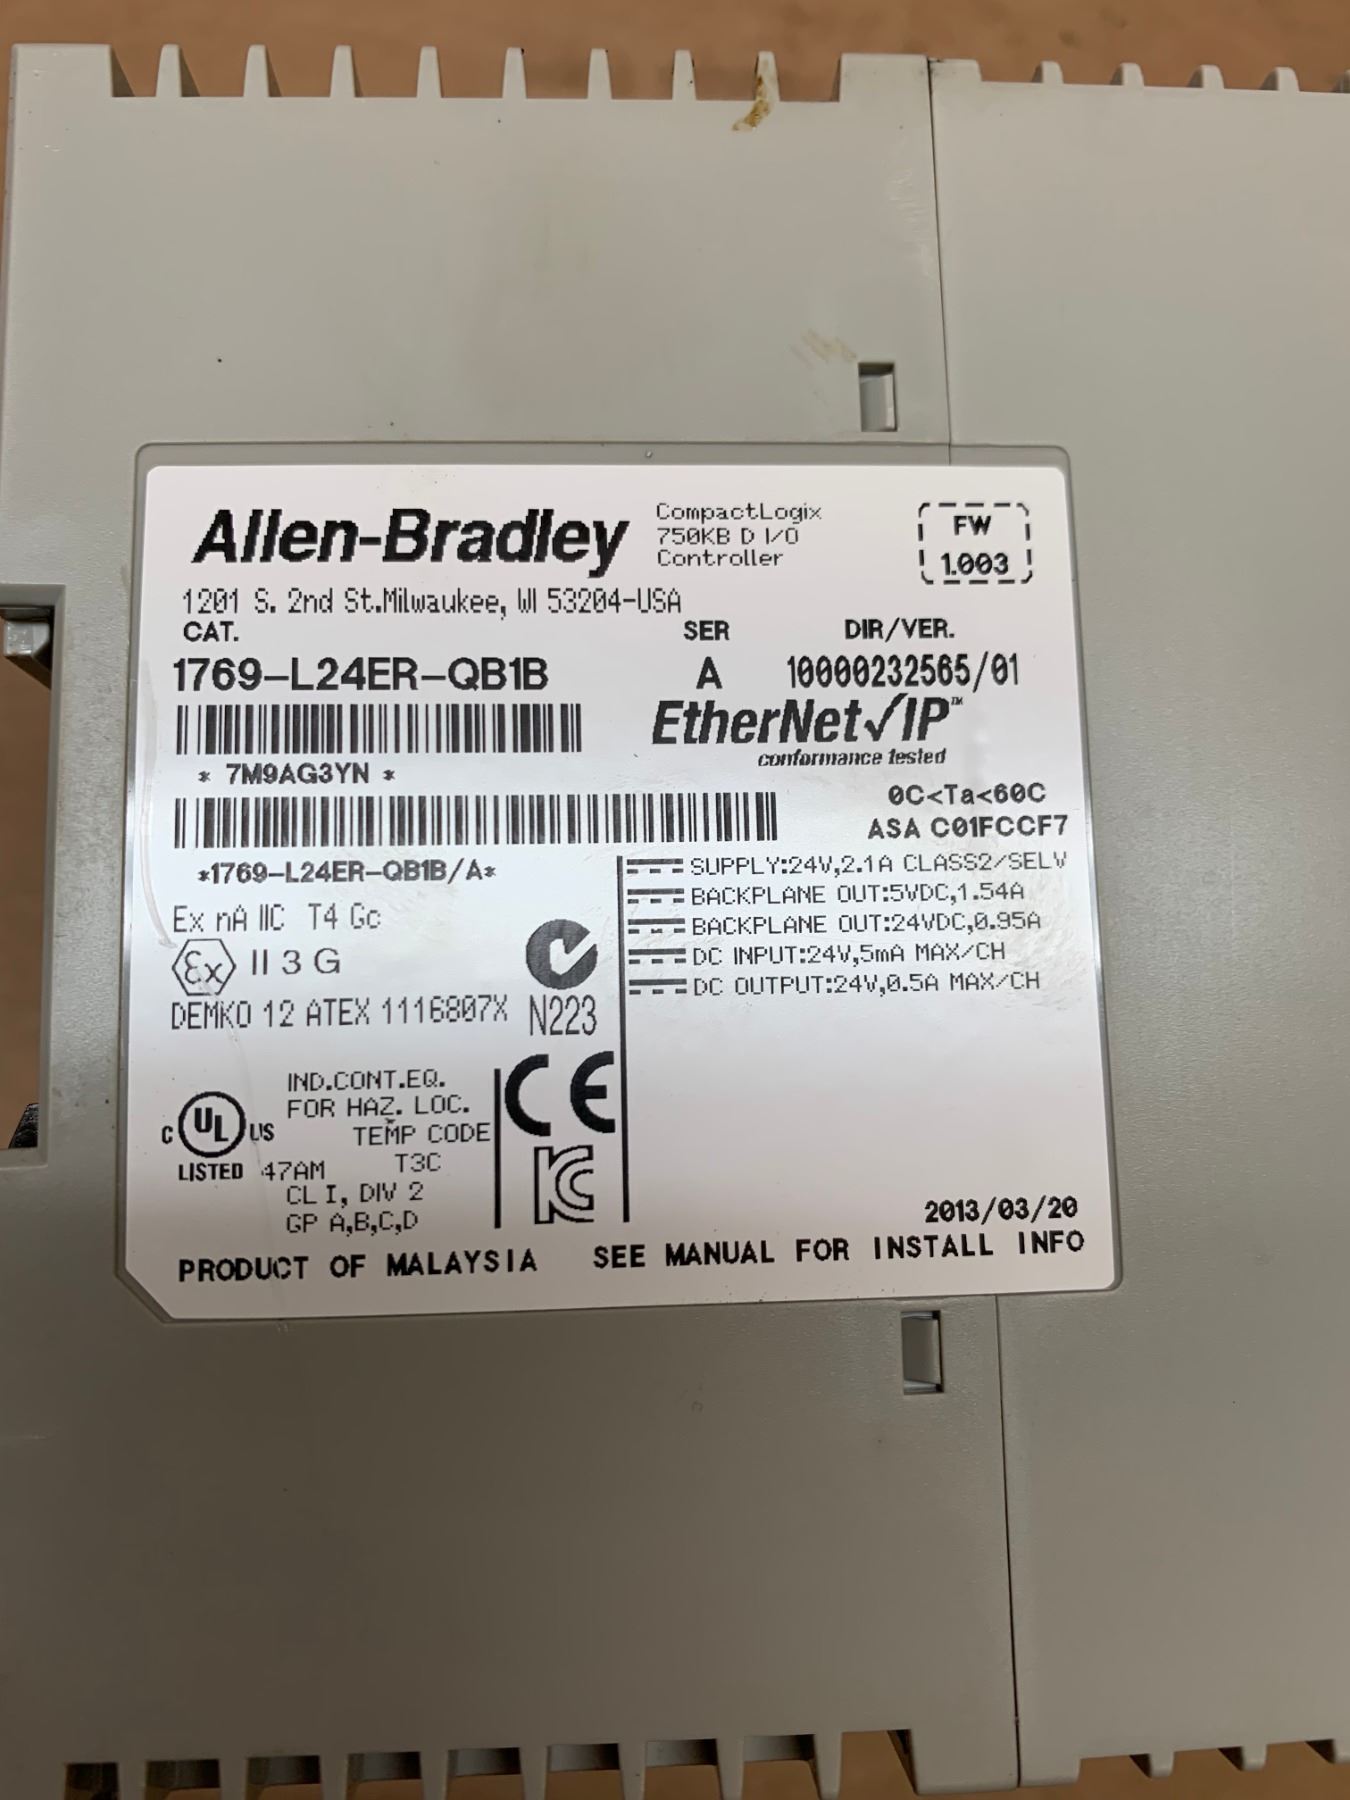 Allen-Bradley
CompactLogix
750KB D I/O
Controller
FW
1.003
1201 S. 2nd St.Milwaukee, WI 53204-USA
CAT.
SER
DIR/VER.
1769-L24ER-QB1B
A
10000232565/01
EtherNet/IP™
conformance tested
* 7M9AG3YN *
0C<Ta<60C
ASA C01FCCF7
*1769-L24ER-QB1B/A*
SUPPLY:24V,2.1A CLASS2/SELV
BACKPLANE OUT:5VDC,1.54A
BACKPLANE OUT:24VDC,0.95A
DC INPUT:24V,5mA MAX/CH
DC OUTPUT:24V,0.5A MAX/CH
Ex nA IIC T4 Gc
Ex II 3 G
DEMKO 12 ATEX 1116807X
N223
IND.CONT.EQ.
FOR HAZ. LOC.
C UL US
TEMP CODE
LISTED 47AM T3C
CL I, DIV 2
GP A,B,C,D
CE
KC
2013/03/20
PRODUCT OF MALAYSIA SEE MANUAL FOR INSTALL INFO